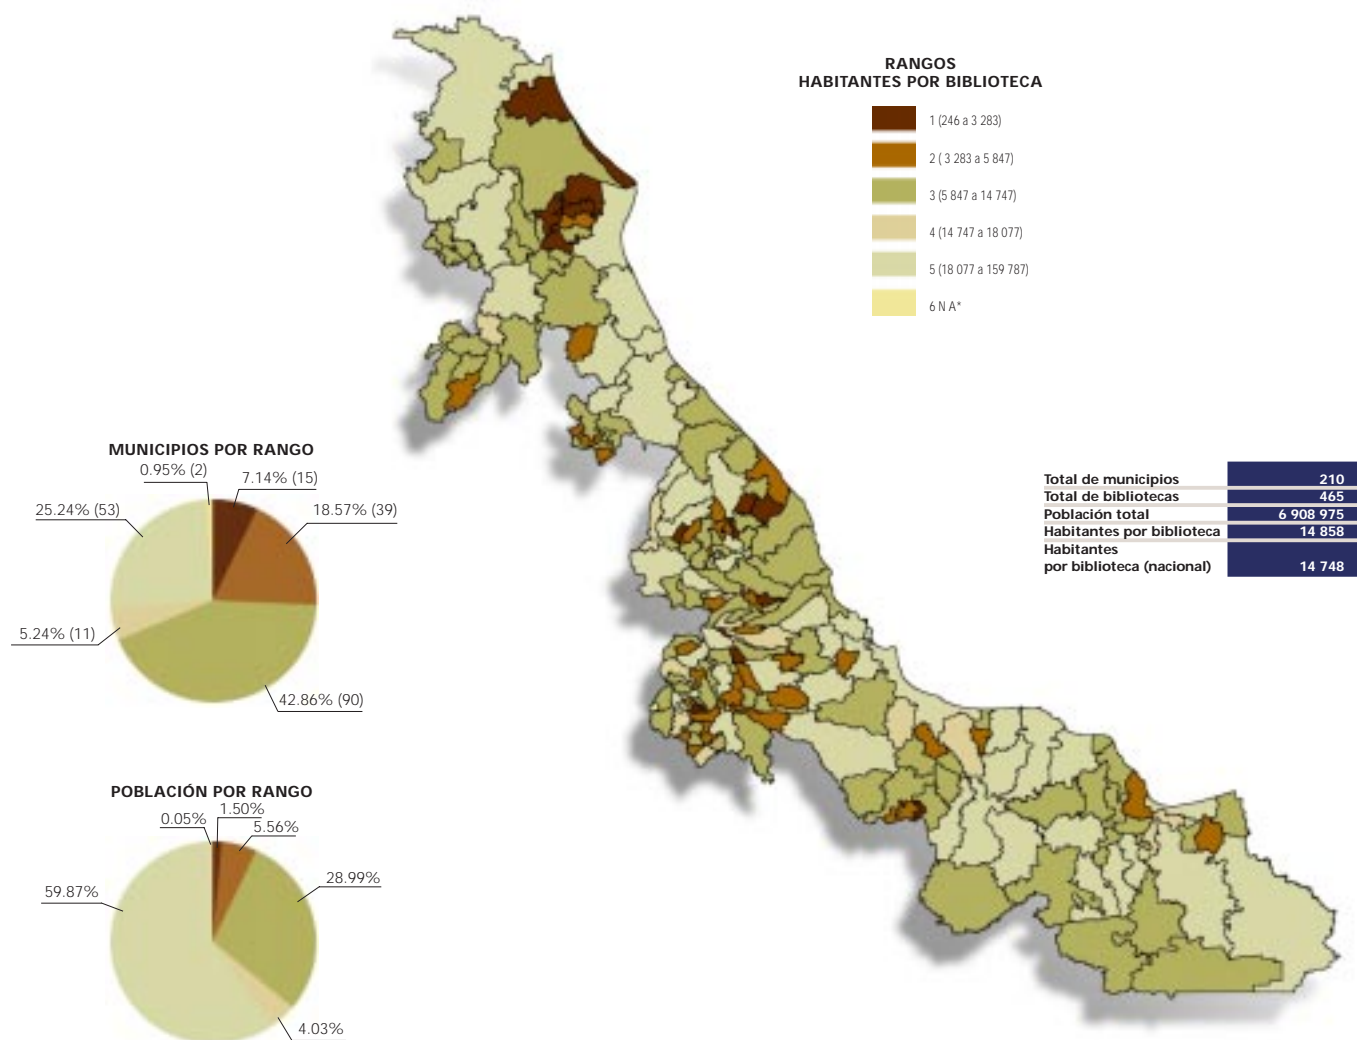 RANGOS
HABITANTES POR BIBLIOTECA
1 (246 a 3 283)
2 ( 3 283 a 5 847)
3 (5 847 a 14 747)
4 (14 747 a 18 077)
5 (18 077 a 159 787)
6 N A*
MUNICIPIOS POR RANGO
0.95% (2)
7.14% (15)
25.24% (53)
18.57% (39)
5.24% (11)
42.86% (90)
Total de municipios 210
Total de bibliotecas 465
Población total 6 908 975
Habitantes por biblioteca 14 858
Habitantes
por biblioteca (nacional) 14 748
POBLACIÓN POR RANGO
0.05%
1.50%
5.56%
59.87%
28.99%
4.03%